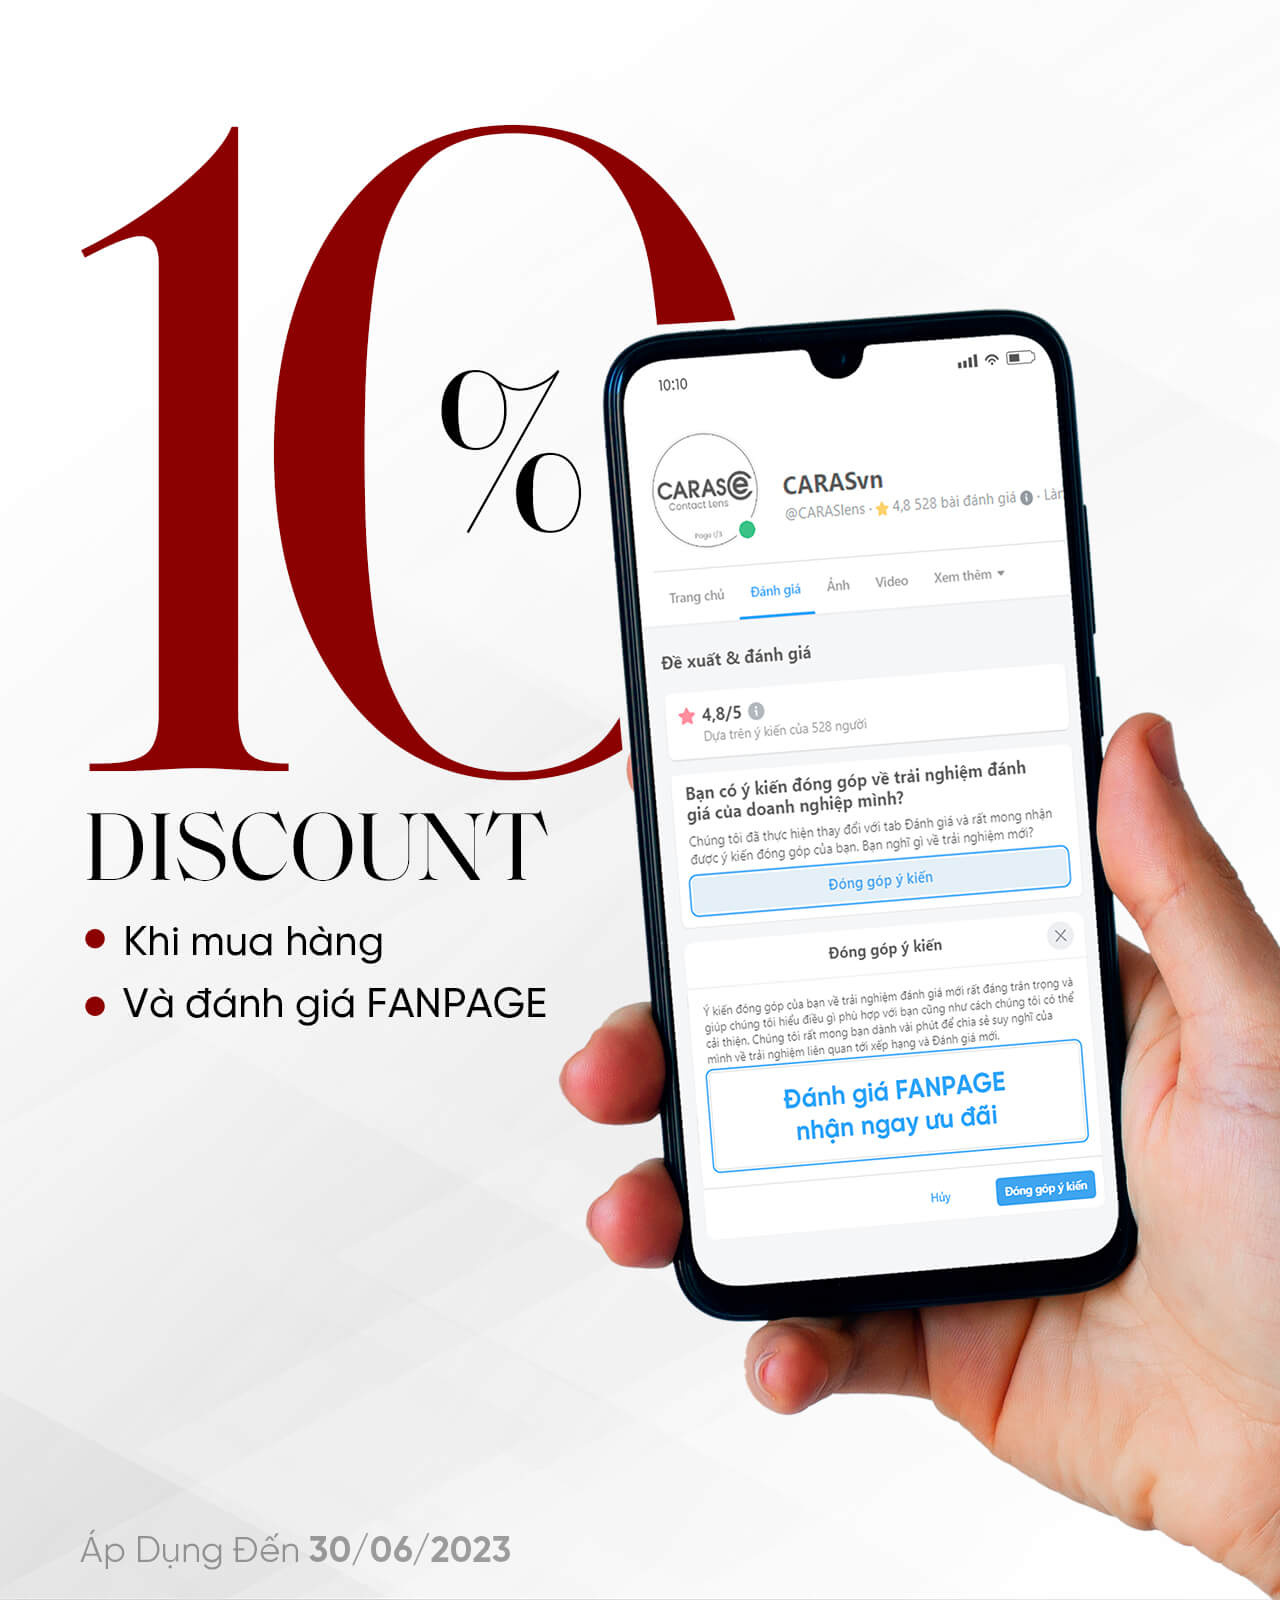 10
%
DISCOUNT
Khi mua hàng
Và đánh giá FANPAGE
10:10
CARAS
Contact Lens
Page 1/3
CARASvn
@CARASlens · 4,8 528 bài đánh giá · Làn
Trang chủ Đánh giá Ảnh Video Xem thêm
Đề xuất & đánh giá
4,8/5
Dựa trên ý kiến của 528 người
Bạn có ý kiến đóng góp về trải nghiệm đánh
giá của doanh nghiệp mình?
Chúng tôi đã thực hiện thay đổi với tab Đánh giá và rất mong nhận
được ý kiến đóng góp của bạn. Bạn nghĩ gì về trải nghiệm mới?
Đóng góp ý kiến
Đóng góp ý kiến
Ý kiến đóng góp của bạn về trải nghiệm đánh giá mới rất đáng trân trọng và
giúp chúng tôi hiểu điều gì phù hợp với bạn cũng như cách chúng tôi có thể
cải thiện. Chúng tôi rất mong bạn dành vài phút để chia sẻ suy nghĩ của
mình về trải nghiệm liên quan tới xếp hạng và Đánh giá mới.
Đánh giá FANPAGE
nhận ngay ưu đãi
Hủy Đóng góp ý kiến
Áp Dụng Đến 30/06/2023